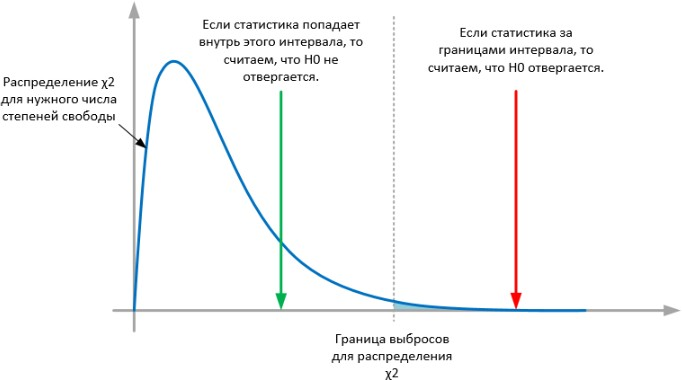 Если статистика попадает
внутрь этого интервала, то
считаем, что H0 не
отвергается.
Если статистика за
границами интервала, то
считаем, что H0 отвергается.
Распределение χ2
для нужного числа
степеней свободы
Граница выбросов
для распределения
χ2